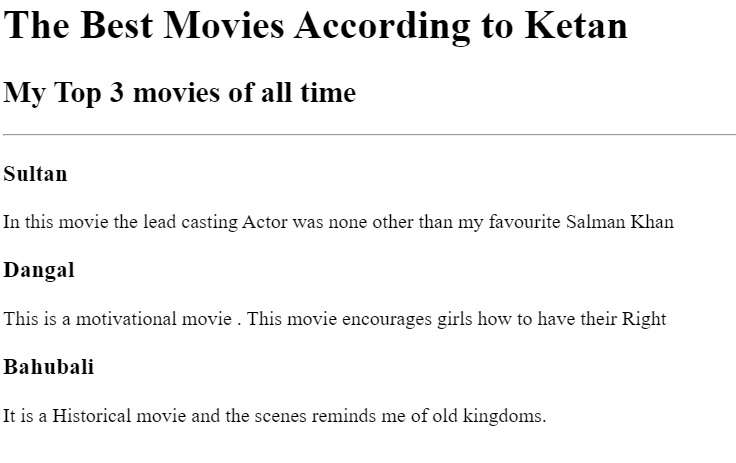 The Best Movies According to Ketan
My Top 3 movies of all time
Sultan
In this movie the lead casting Actor was none other than my favourite Salman Khan
Dangal
This is a motivational movie . This movie encourages girls how to have their Right
Bahubali
It is a Historical movie and the scenes reminds me of old kingdoms.